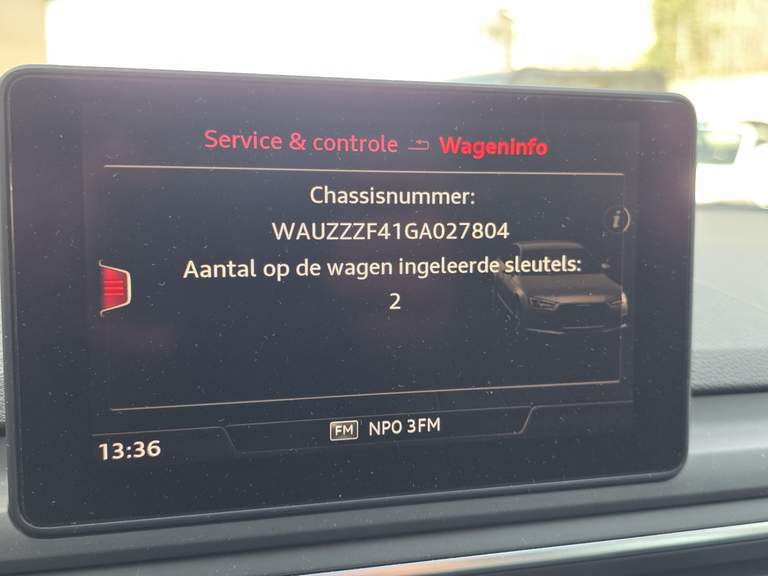 Service & controle Wageninfo
Chassisnummer:
WAUZZZF41GA027804
Aantal op de wagen ingeleerde sleutels:
2
FM NPO 3FM
13:36